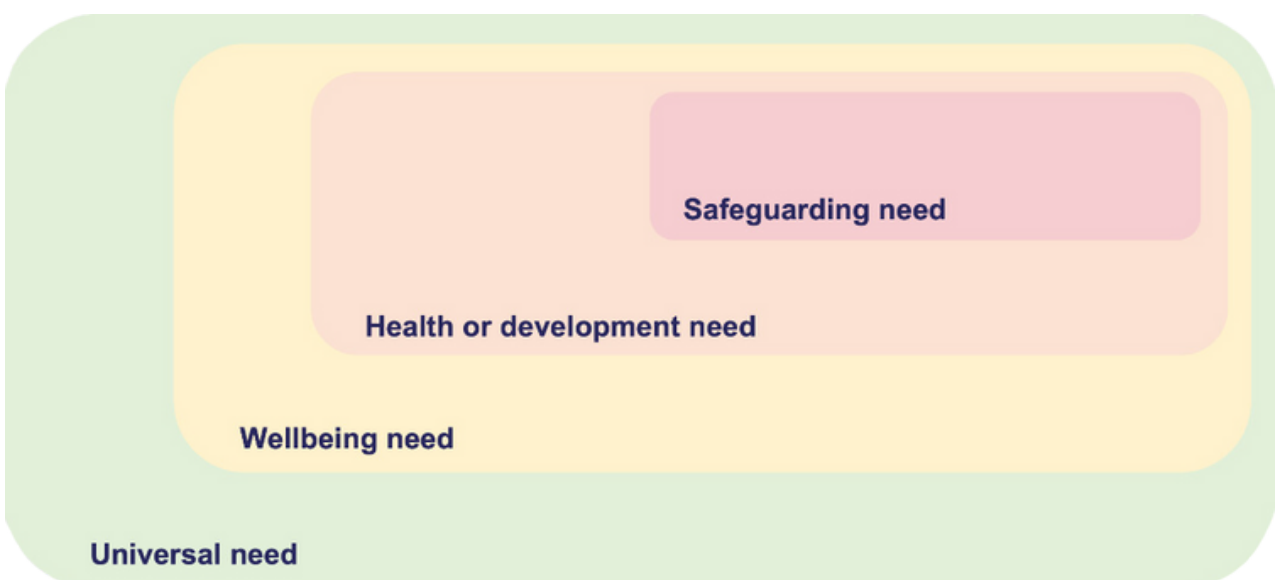 Safeguarding need
Health or development need
Wellbeing need
Universal need